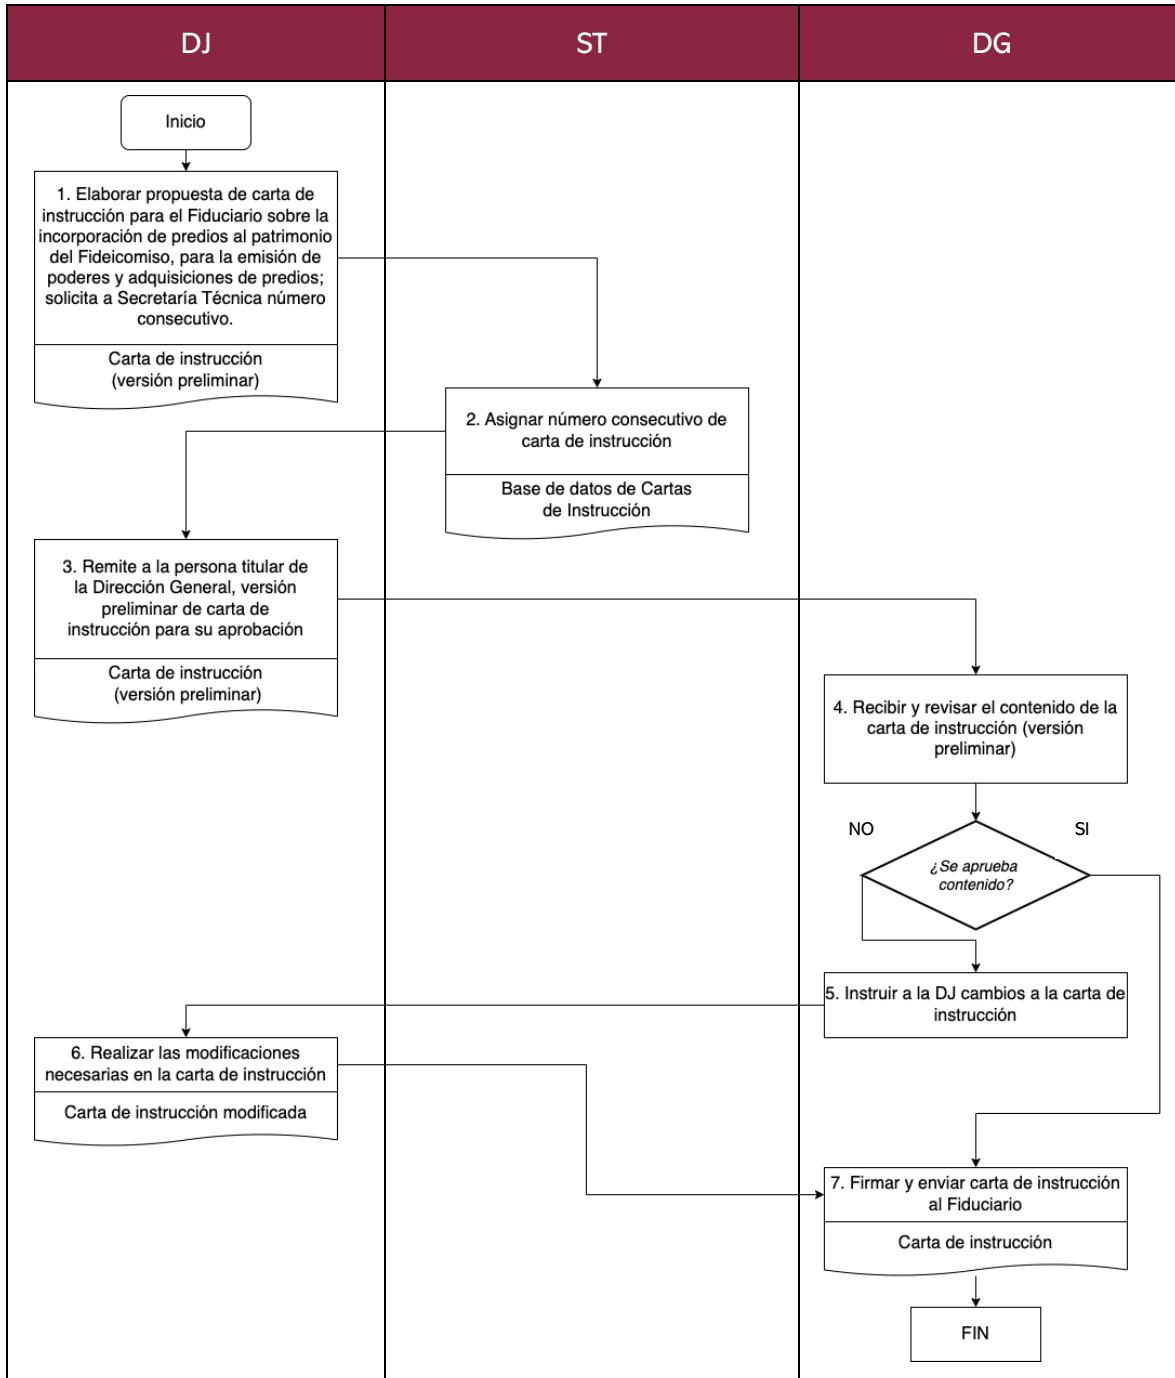 DJ
ST
DG
Inicio
1. Elaborar propuesta de carta de
instrucción para el Fiduciario sobre la
incorporación de predios al patrimonio
del Fideicomiso, para la emisión de
poderes y adquisiciones de predios;
solicita a Secretaría Técnica número
consecutivo.
Carta de instrucción
(versión preliminar)
2. Asignar número consecutivo de
carta de instrucción
Base de datos de Cartas
de Instrucción
3. Remite a la persona titular de
la Dirección General, versión
preliminar de carta de
instrucción para su aprobación
Carta de instrucción
(versión preliminar)
4. Recibir y revisar el contenido de la
carta de instrucción (versión
preliminar)
NO
SI
¿Se aprueba
contenido?
5. Instruir a la DJ cambios a la carta de
instrucción
6. Realizar las modificaciones
necesarias en la carta de instrucción
Carta de instrucción modificada
7. Firmar y enviar carta de instrucción
al Fiduciario
Carta de instrucción
FIN